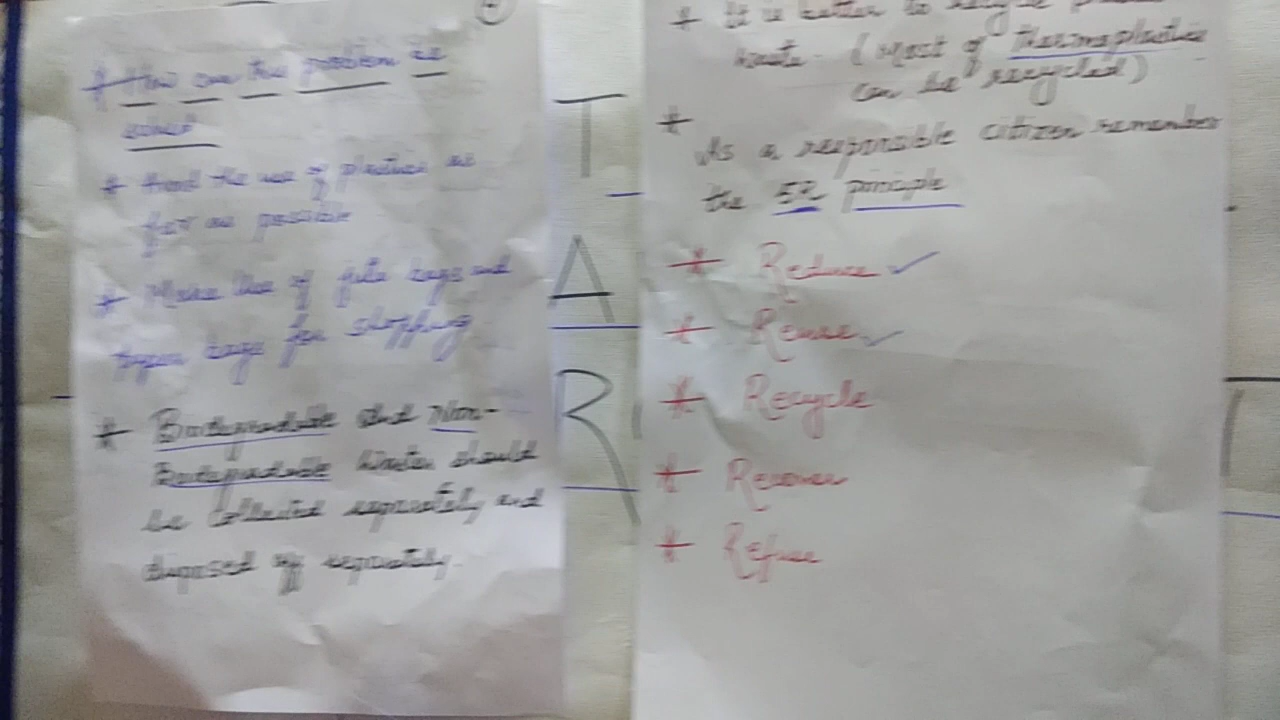 * How can this problem be
solved
* Avoid the use of plastics as
far as possible
* Make Use of jute bags and
paper bags for shopping
* Biodegradable and Non-
Biodegradable Wastes should
be collected separately and
disposed off separately.
* It is better to recycle
waste. (Most of thermoplastics
can be recycled)
*
As a responsible citizen remember
the 5R principle
* Reduce ✓
* Reuse ✓
* Recycle
* Recover
* Refuse
T
A
R